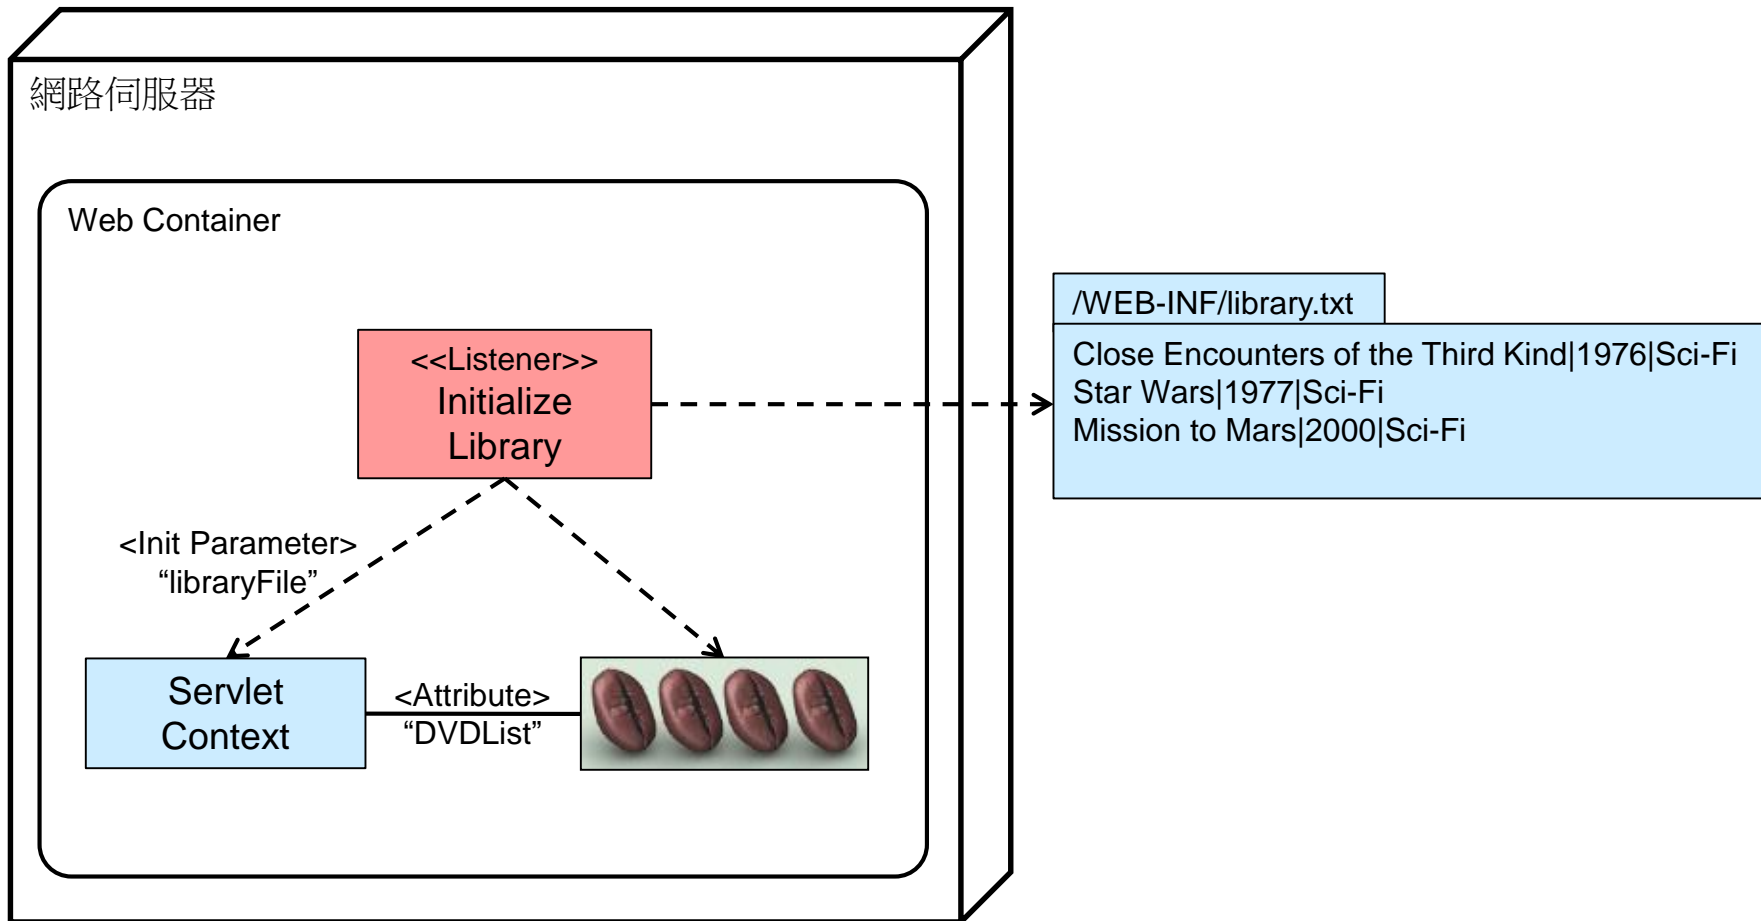 網路伺服器
Web Container
<<Listener>>
Initialize
Library
/WEB-INF/library.txt
Close Encounters of the Third Kind|1976|Sci-Fi
Star Wars|1977|Sci-Fi
Mission to Mars|2000|Sci-Fi
<Init Parameter>
“libraryFile”
Servlet
Context
<Attribute>
“DVDList”